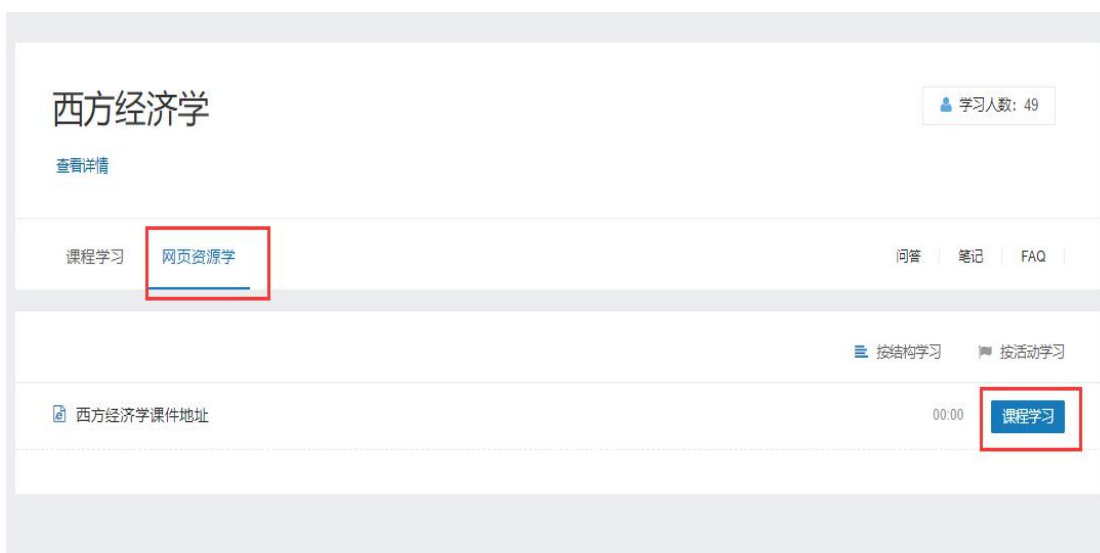 西方经济学
学习人数: 49
查看详情
课程学习 网页资源学 问答 笔记 FAQ
按结构学习 按活动学习
西方经济学课件地址 00:00 课程学习